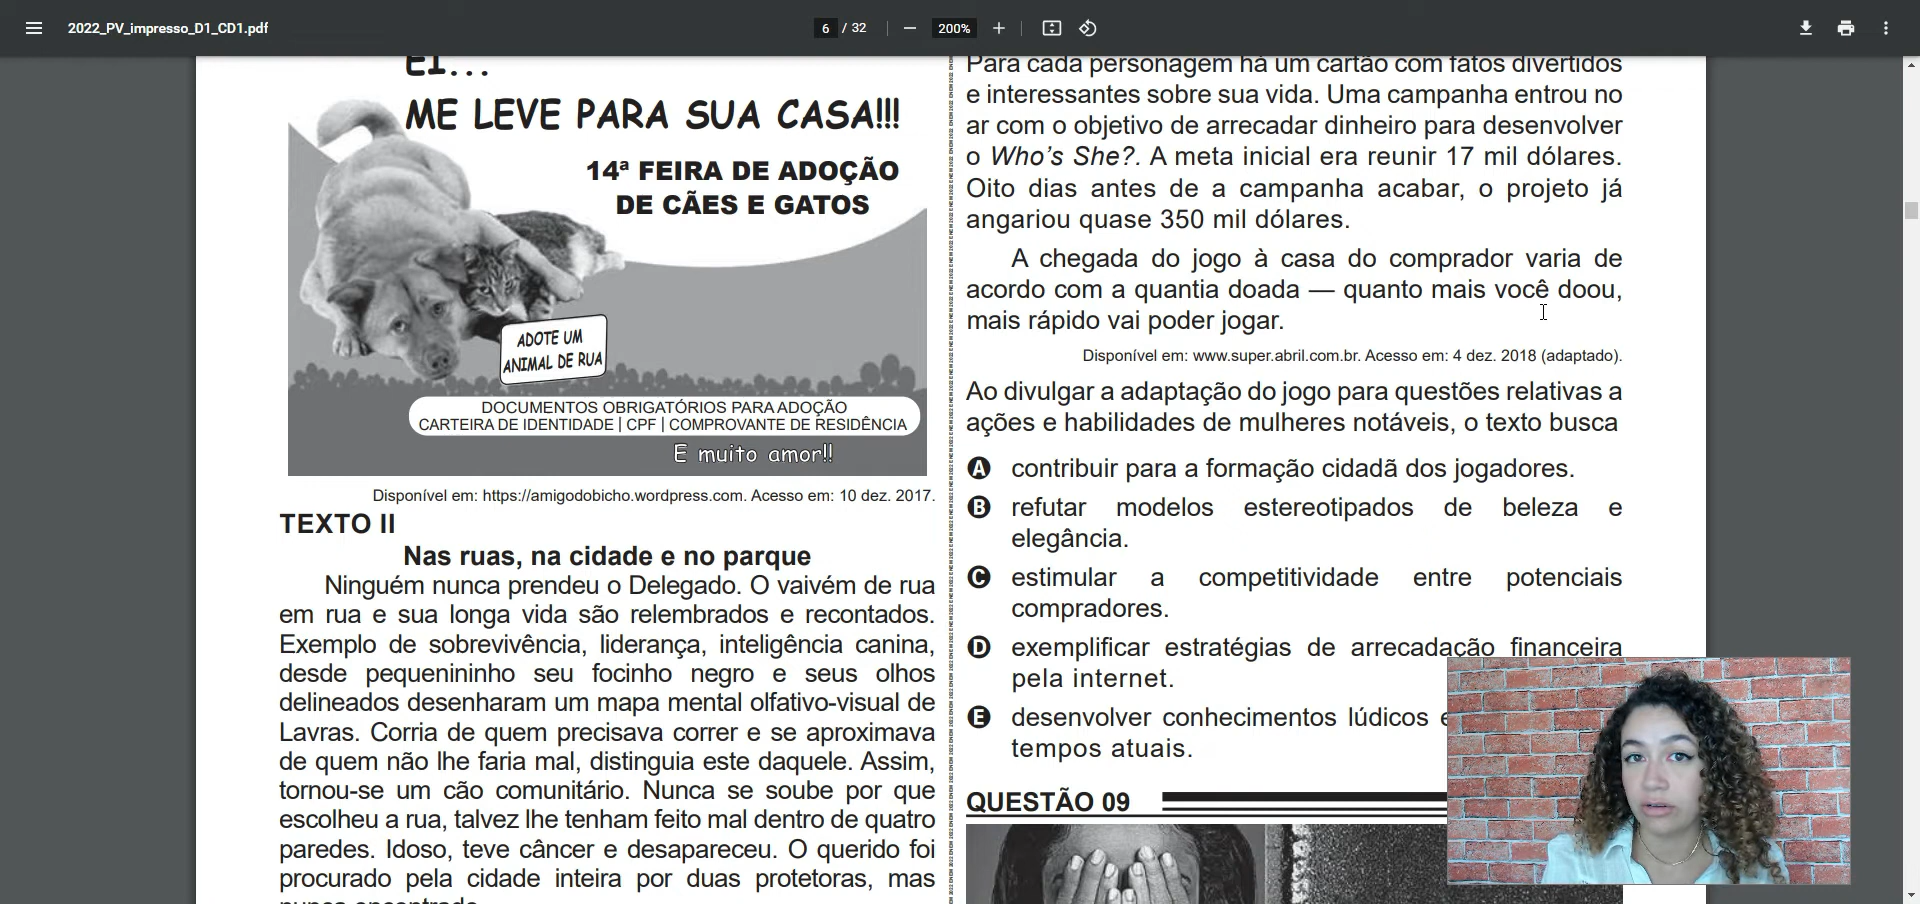 2022_PV_impresso_D1_CD1.pdf
6 / 32
200%
EI...
ME LEVE PARA SUA CASA!!!
14ª FEIRA DE ADOÇÃO
DE CÃES E GATOS
ADOTE UM
ANIMAL DE RUA
DOCUMENTOS OBRIGATÓRIOS PARA ADOÇÃO
CARTEIRA DE IDENTIDADE | CPF | COMPROVANTE DE RESIDÊNCIA
E muito amor!!
Disponível em: https://amigodobicho.wordpress.com. Acesso em: 10 dez. 2017.
TEXTO II
Nas ruas, na cidade e no parque
Ninguém nunca prendeu o Delegado. O vaivém de rua
em rua e sua longa vida são relembrados e recontados.
Exemplo de sobrevivência, liderança, inteligência canina,
desde pequenininho seu focinho negro e seus olhos
delineados desenharam um mapa mental olfativo-visual de
Lavras. Corria de quem precisava correr e se aproximava
de quem não lhe faria mal, distinguia este daquele. Assim,
tornou-se um cão comunitário. Nunca se soube por que
escolheu a rua, talvez lhe tenham feito mal dentro de quatro
paredes. Idoso, teve câncer e desapareceu. O querido foi
procurado pela cidade inteira por duas protetoras, mas
Para cada personagem há um cartão com fatos divertidos
e interessantes sobre sua vida. Uma campanha entrou no
ar com o objetivo de arrecadar dinheiro para desenvolver
o Who's She?. A meta inicial era reunir 17 mil dólares.
Oito dias antes de a campanha acabar, o projeto já
angariou quase 350 mil dólares.
A chegada do jogo à casa do comprador varia de
acordo com a quantia doada — quanto mais você doou,
mais rápido vai poder jogar.
Disponível em: www.super.abril.com.br. Acesso em: 4 dez. 2018 (adaptado).
Ao divulgar a adaptação do jogo para questões relativas a
ações e habilidades de mulheres notáveis, o texto busca
A contribuir para a formação cidadã dos jogadores.
B refutar modelos estereotipados de beleza e
elegância.
C estimular a competitividade entre potenciais
compradores.
D exemplificar estratégias de arrecadação financeira
pela internet.
E desenvolver conhecimentos lúdicos
tempos atuais.
QUESTÃO 09